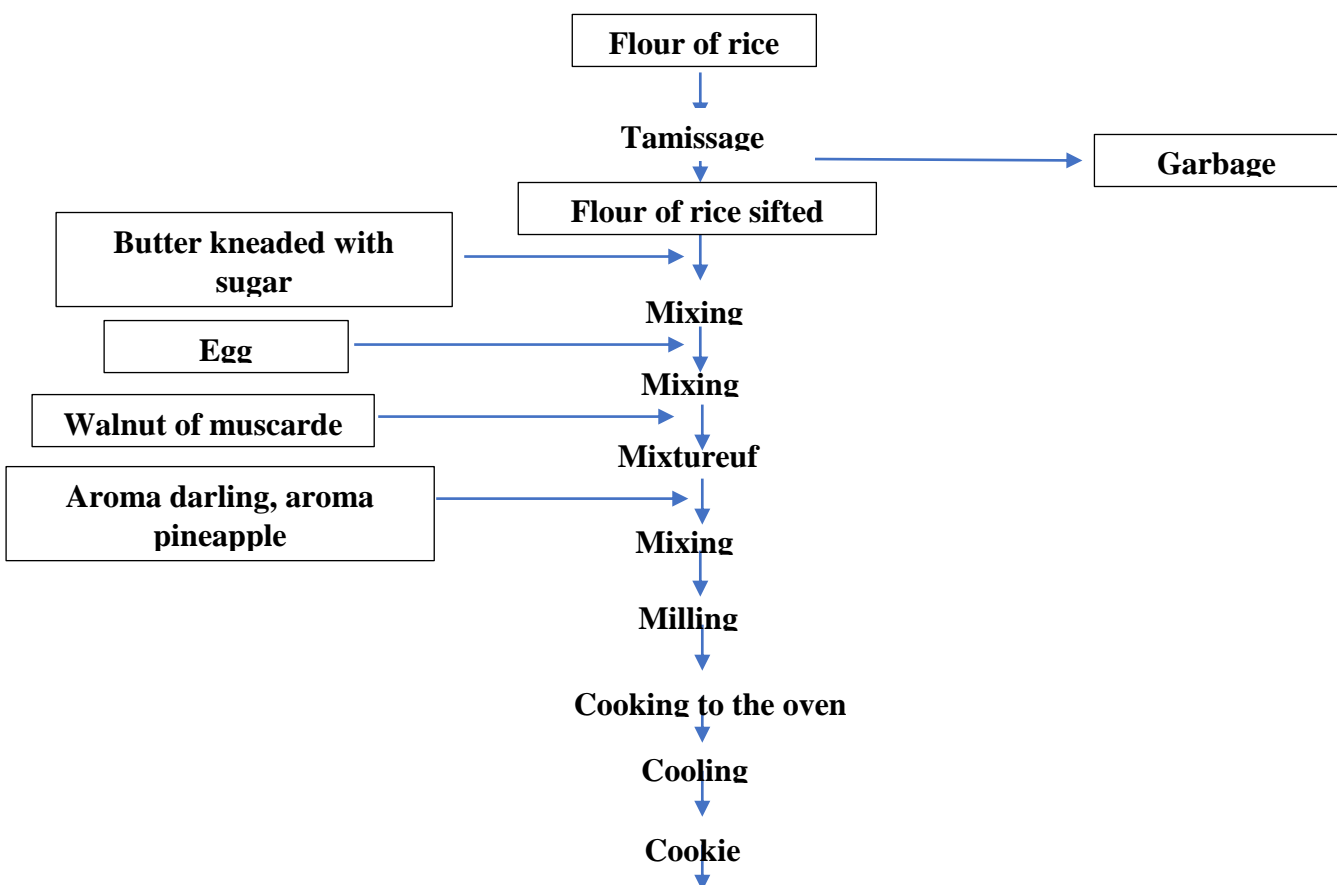 Flour of rice
Tamissage
Garbage
Flour of rice sifted
Butter kneaded with
sugar
Mixing
Egg
Mixing
Walnut of muscarde
Mixtureuf
Aroma darling, aroma
pineapple
Mixing
Milling
Cooking to the oven
Cooling
Cookie